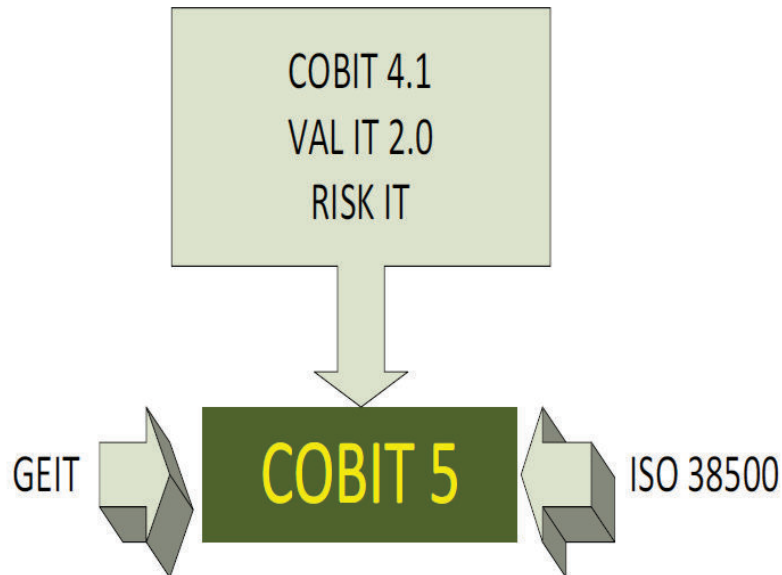 COBIT 4.1
VAL IT 2.0
RISK IT
GEIT
COBIT 5
ISO 38500